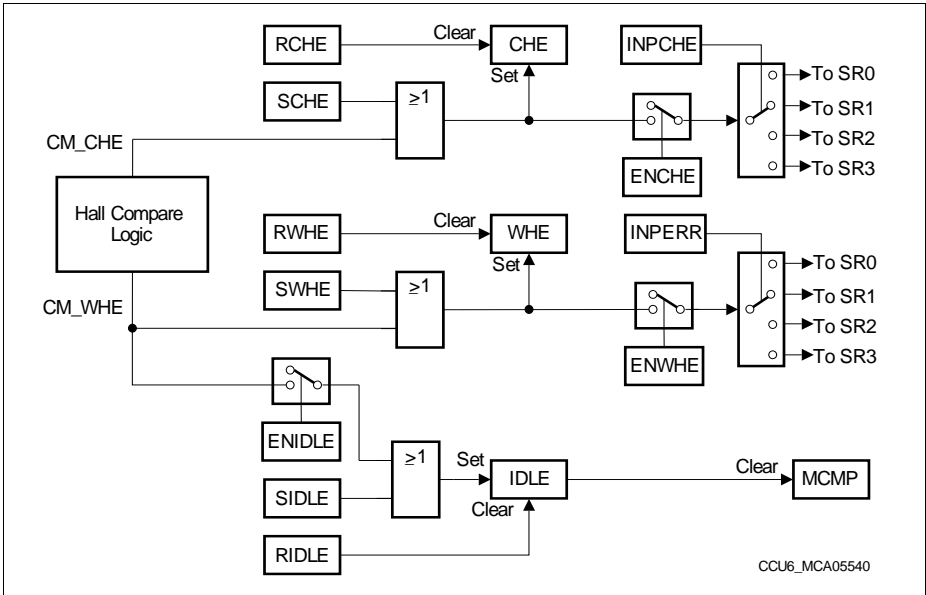 RCHE
Clear
CHE
INPCHE
Set
SCHE
≥1
To SR0
To SR1
To SR2
To SR3
CM_CHE
ENCHE
Hall Compare
Logic
RWHE
Clear
WHE
INPERR
Set
SWHE
≥1
To SR0
To SR1
To SR2
To SR3
CM_WHE
ENWHE
ENIDLE
≥1
Set
IDLE
Clear
MCMP
SIDLE
Clear
RIDLE
CCU6_MCA05540